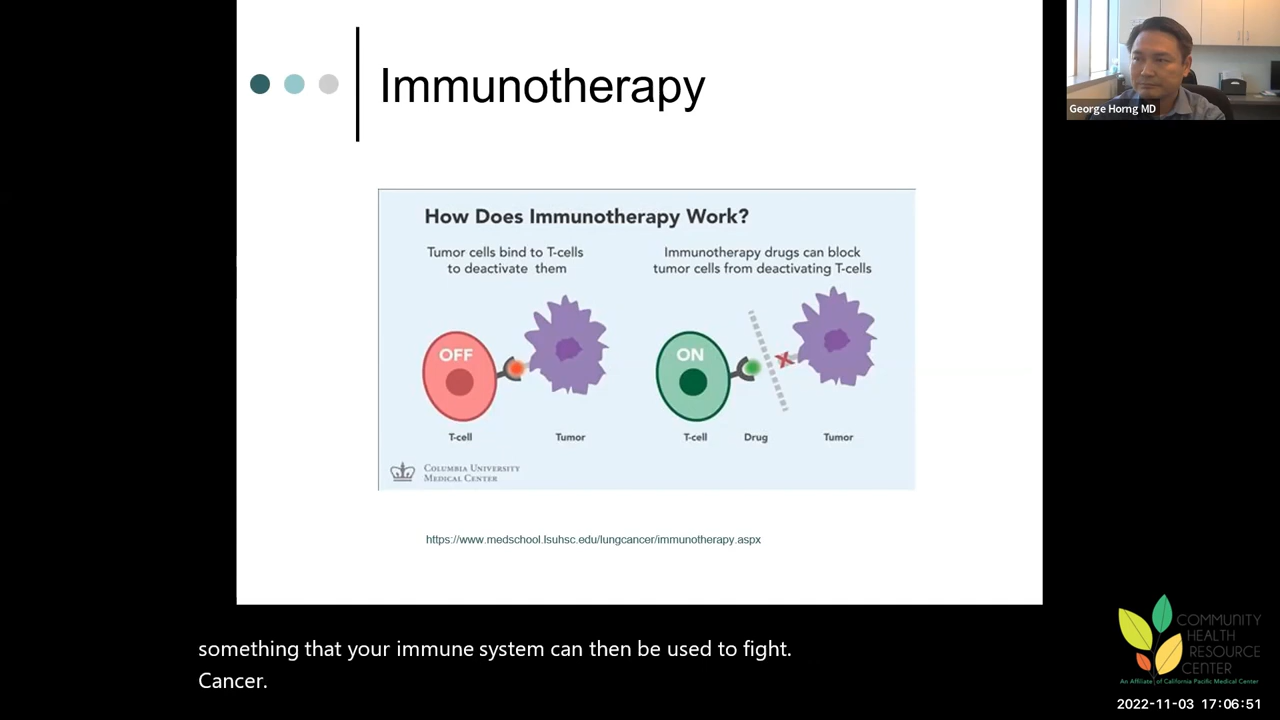 Immunotherapy
George Horng MD
How Does Immunotherapy Work?
Tumor cells bind to T-cells
to deactivate them
Immunotherapy drugs can block
tumor cells from deactivating T-cells
OFF
ON
T-cell
Tumor
T-cell
Drug
Tumor
COLUMBIA UNIVERSITY
MEDICAL CENTER
https://www.medschool.lsuhsc.edu/lungcancer/immunotherapy.aspx
something that your immune system can then be used to fight.
Cancer.
COMMUNITY
HEALTH
RESOURCE
CENTER
An Affiliate of California Pacific Medical Center
2022-11-03 17:06:51